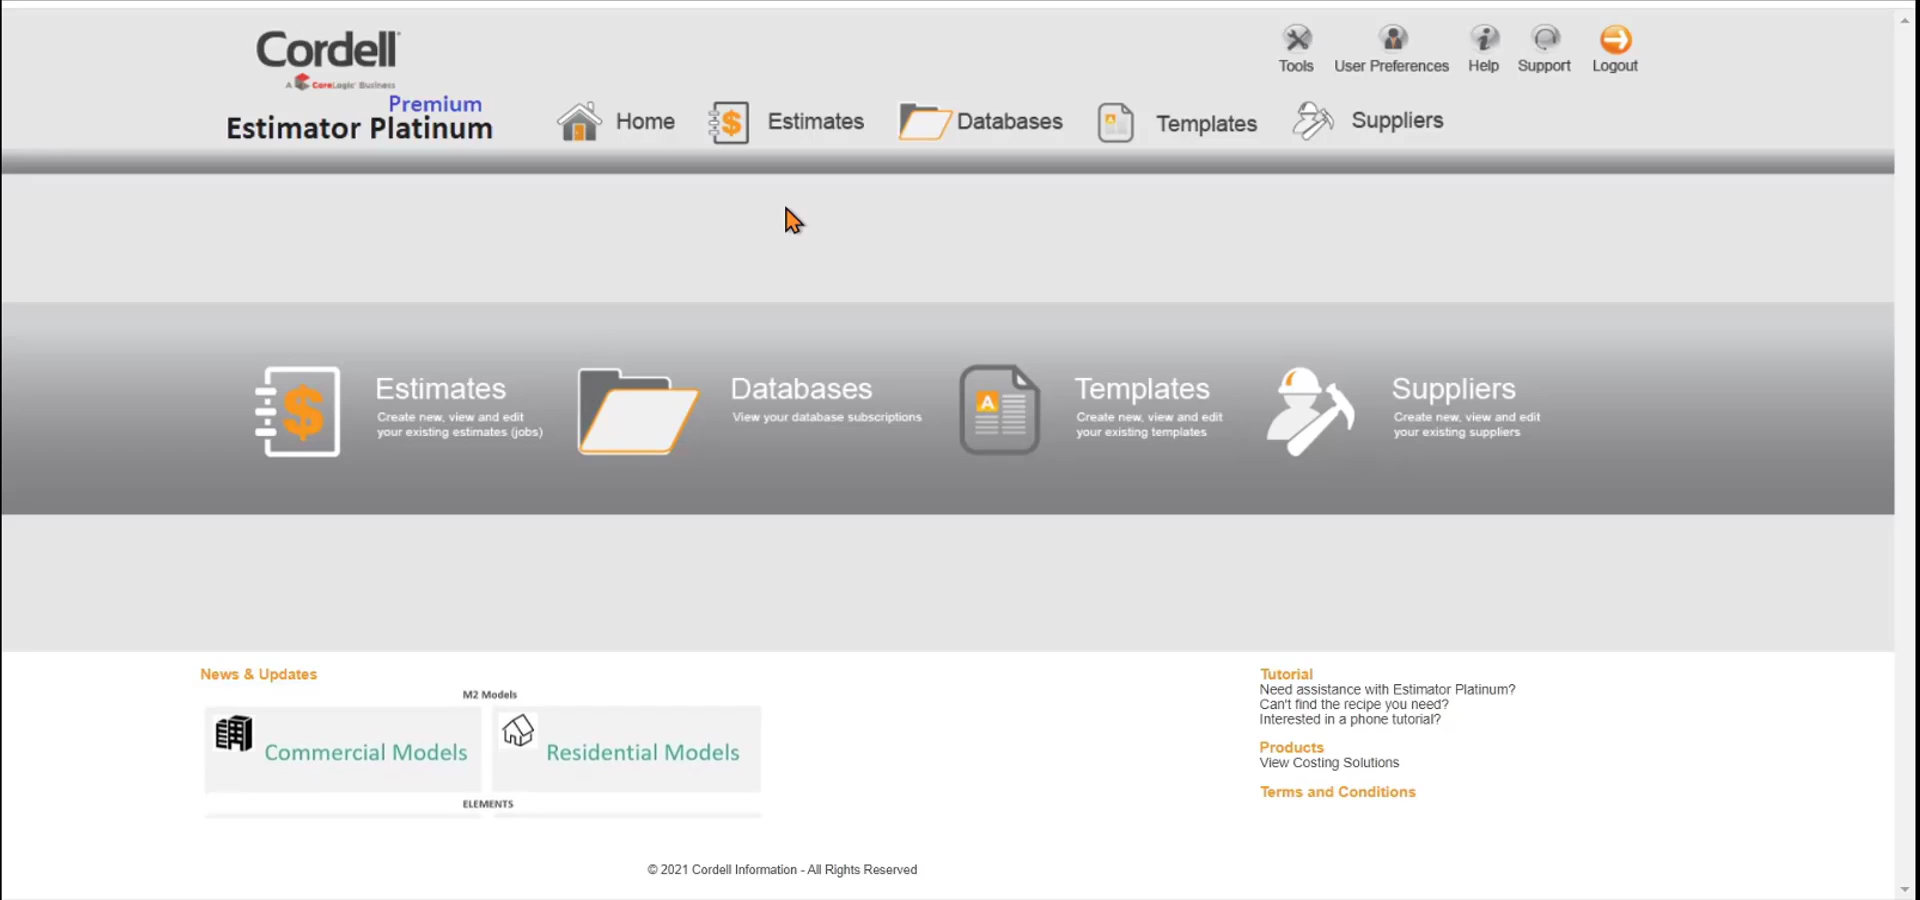 Cordell
A CoreLogic Business
Premium
Estimator Platinum
Home
Estimates
Databases
Templates
Suppliers
Tools
User Preferences
Help
Support
Logout
Estimates
Create new, view and edit
your existing estimates (jobs)
Databases
View your database subscriptions
A
Templates
Create new, view and edit
your existing templates
Suppliers
Create new, view and edit
your existing suppliers
News & Updates
M2 Models
Commercial Models
Residential Models
ELEMENTS
Tutorial
Need assistance with Estimator Platinum?
Can't find the recipe you need?
Interested in a phone tutorial?
Products
View Costing Solutions
Terms and Conditions
© 2021 Cordell Information - All Rights Reserved